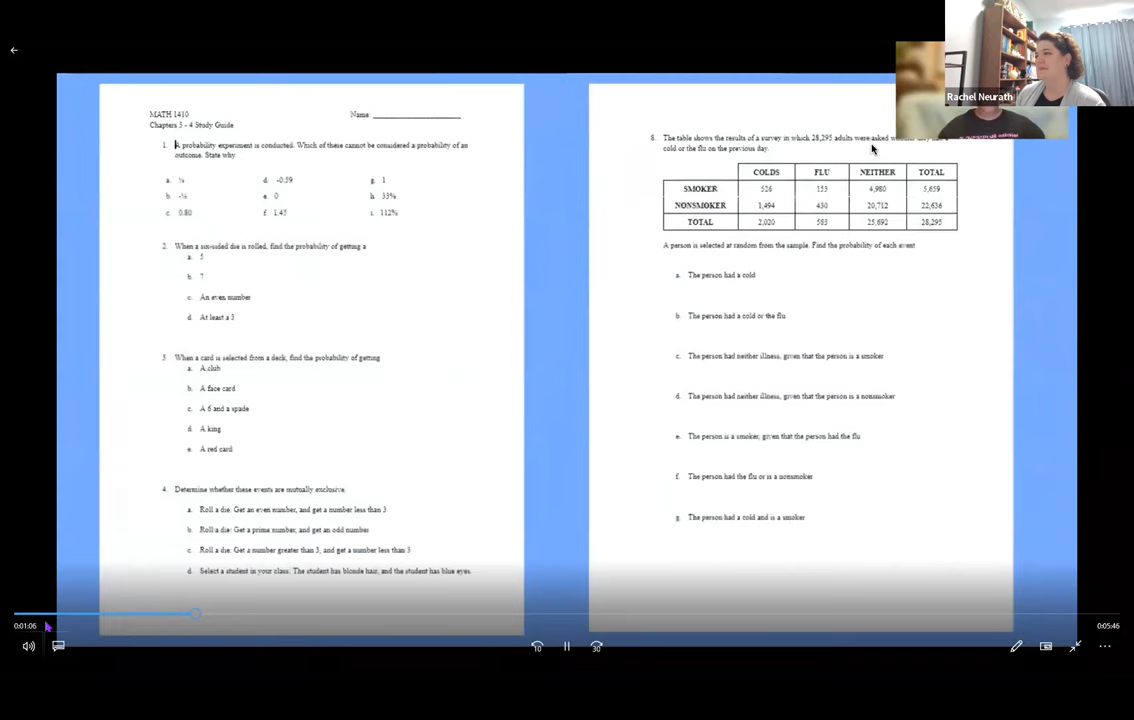 Rachel Neurath
MATH 1410
Name
Chapters 3 - 4 Study Guide
1. A probability experiment is conducted. Which of these cannot be considered a probability of an
outcome. State why
a.
d. -0.59
g. 1
b.
e. 0
h. 33%
c. 0.80
f. 1.45
i. 112%
2. When a six-sided die is rolled, find the probability of getting a
a. 5
b. 7
c. An even number
d. At least a 3
3 When a card is selected from a deck, find the probability of getting
a. A club
b. A face card
c. A 6 and a spade
d. A king
e. A red card
4. Determine whether these events are mutually exclusive.
a. Roll a die: Get an even number, and get a number less than 3
b. Roll a die: Get a prime number, and get an odd number
c. Roll a die: Get a number greater than 3, and get a number less than 3
d. Select a student in your class: The student has blonde hair, and the student has blue eyes.
8. The table shows the results of a survey in which 28,295 adults were asked
cold or the flu on the previous day.
COLDS FLU NEITHER TOTAL
SMOKER 526 153 4,980 5,659
NONSMOKER 1,494 430 20,712 22,636
TOTAL 2,020 583 25,692 28,295
A person is selected at random from the sample. Find the probability of each event
a. The person had a cold
b. The person had a cold or the flu
c. The person had neither illness, given that the person is a smoker
d. The person had neither illness, given that the person is a nonsmoker
e. The person is a smoker, given that the person had the flu
f. The person had the flu or is a nonsmoker
g. The person had a cold and is a smoker
0:01:06
0:05:46
10
30